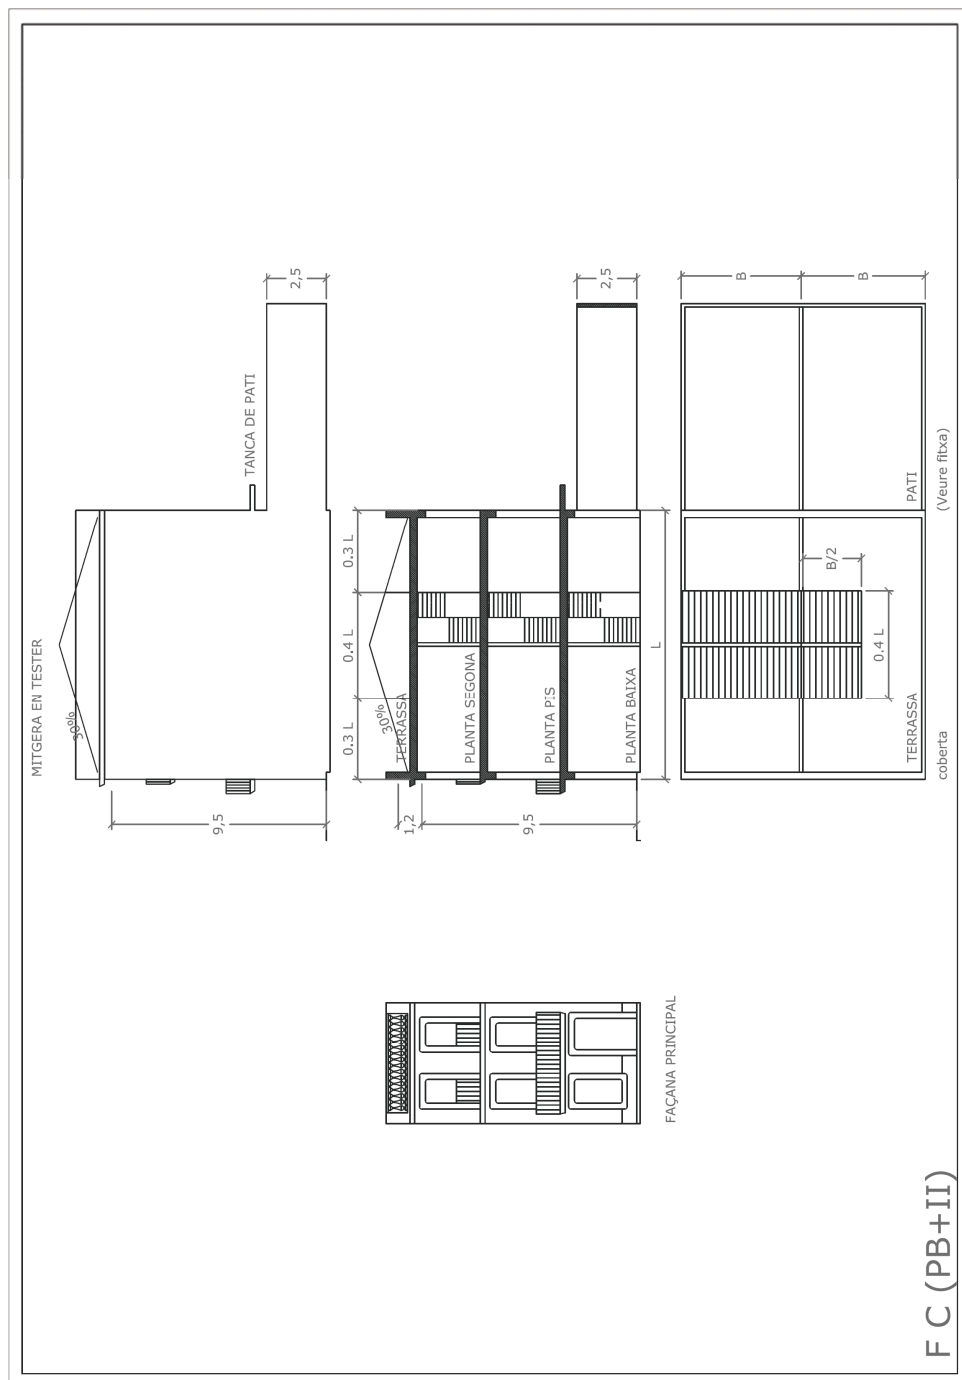 MITGERA EN TESTER
30%
9,5
TANCA DE PATI
2,5
0.3 L
0.4 L
0.3 L
30%
TERRASSA
1,2
PLANTA SEGONA
9,5
PLANTA PIS
2,5
PLANTA BAIXA
L
FAÇANA PRINCIPAL
B
B/2
B
0.4 L
TERRASSA
PATI
coberta
(Veure fitxa)
F C (PB+II)